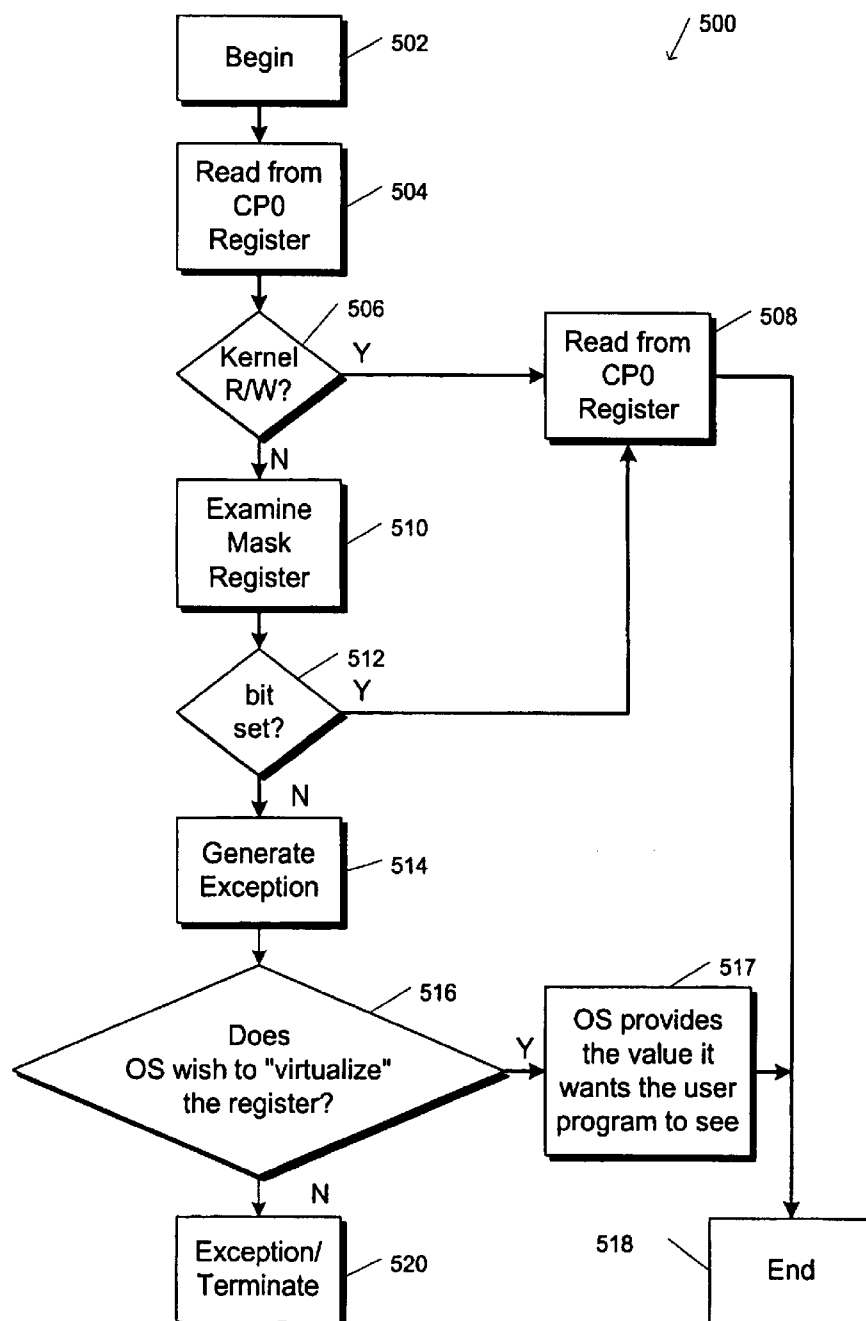 500
Begin
502
Read from
CP0
Register
504
506
Kernel
R/W?
Y
N
508
Read from
CP0
Register
Examine
Mask
Register
510
512
bit
set?
Y
N
Generate
Exception
514
516
Does
OS wish to "virtualize"
the register?
Y
N
517
OS provides
the value it
wants the user
program to see
Exception/
Terminate
520
518
End